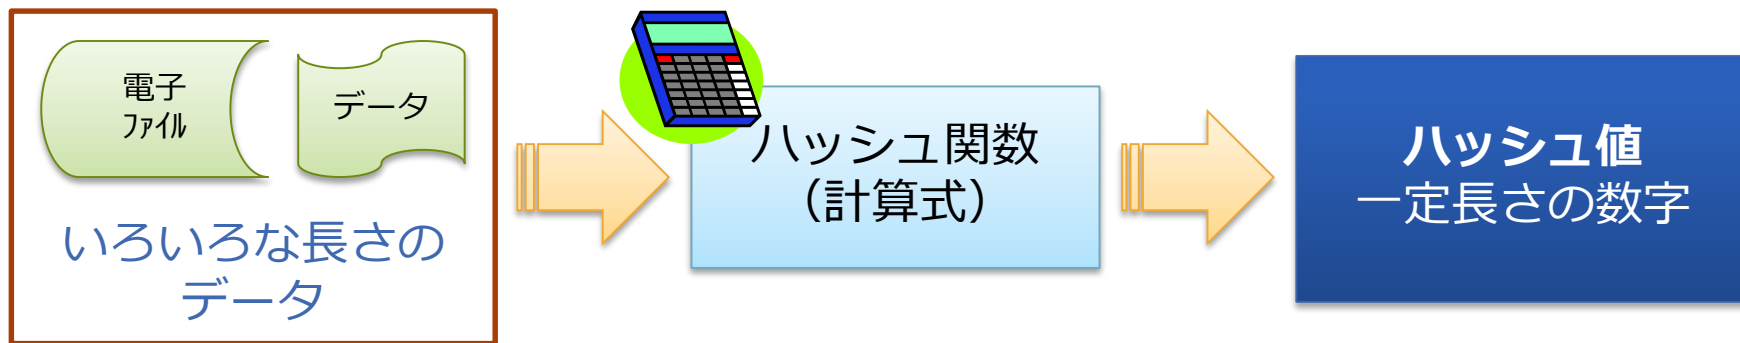 電子
ﾌｧｲﾙ
データ
いろいろな長さの
データ
ハッシュ関数
（計算式）
ハッシュ値
一定長さの数字